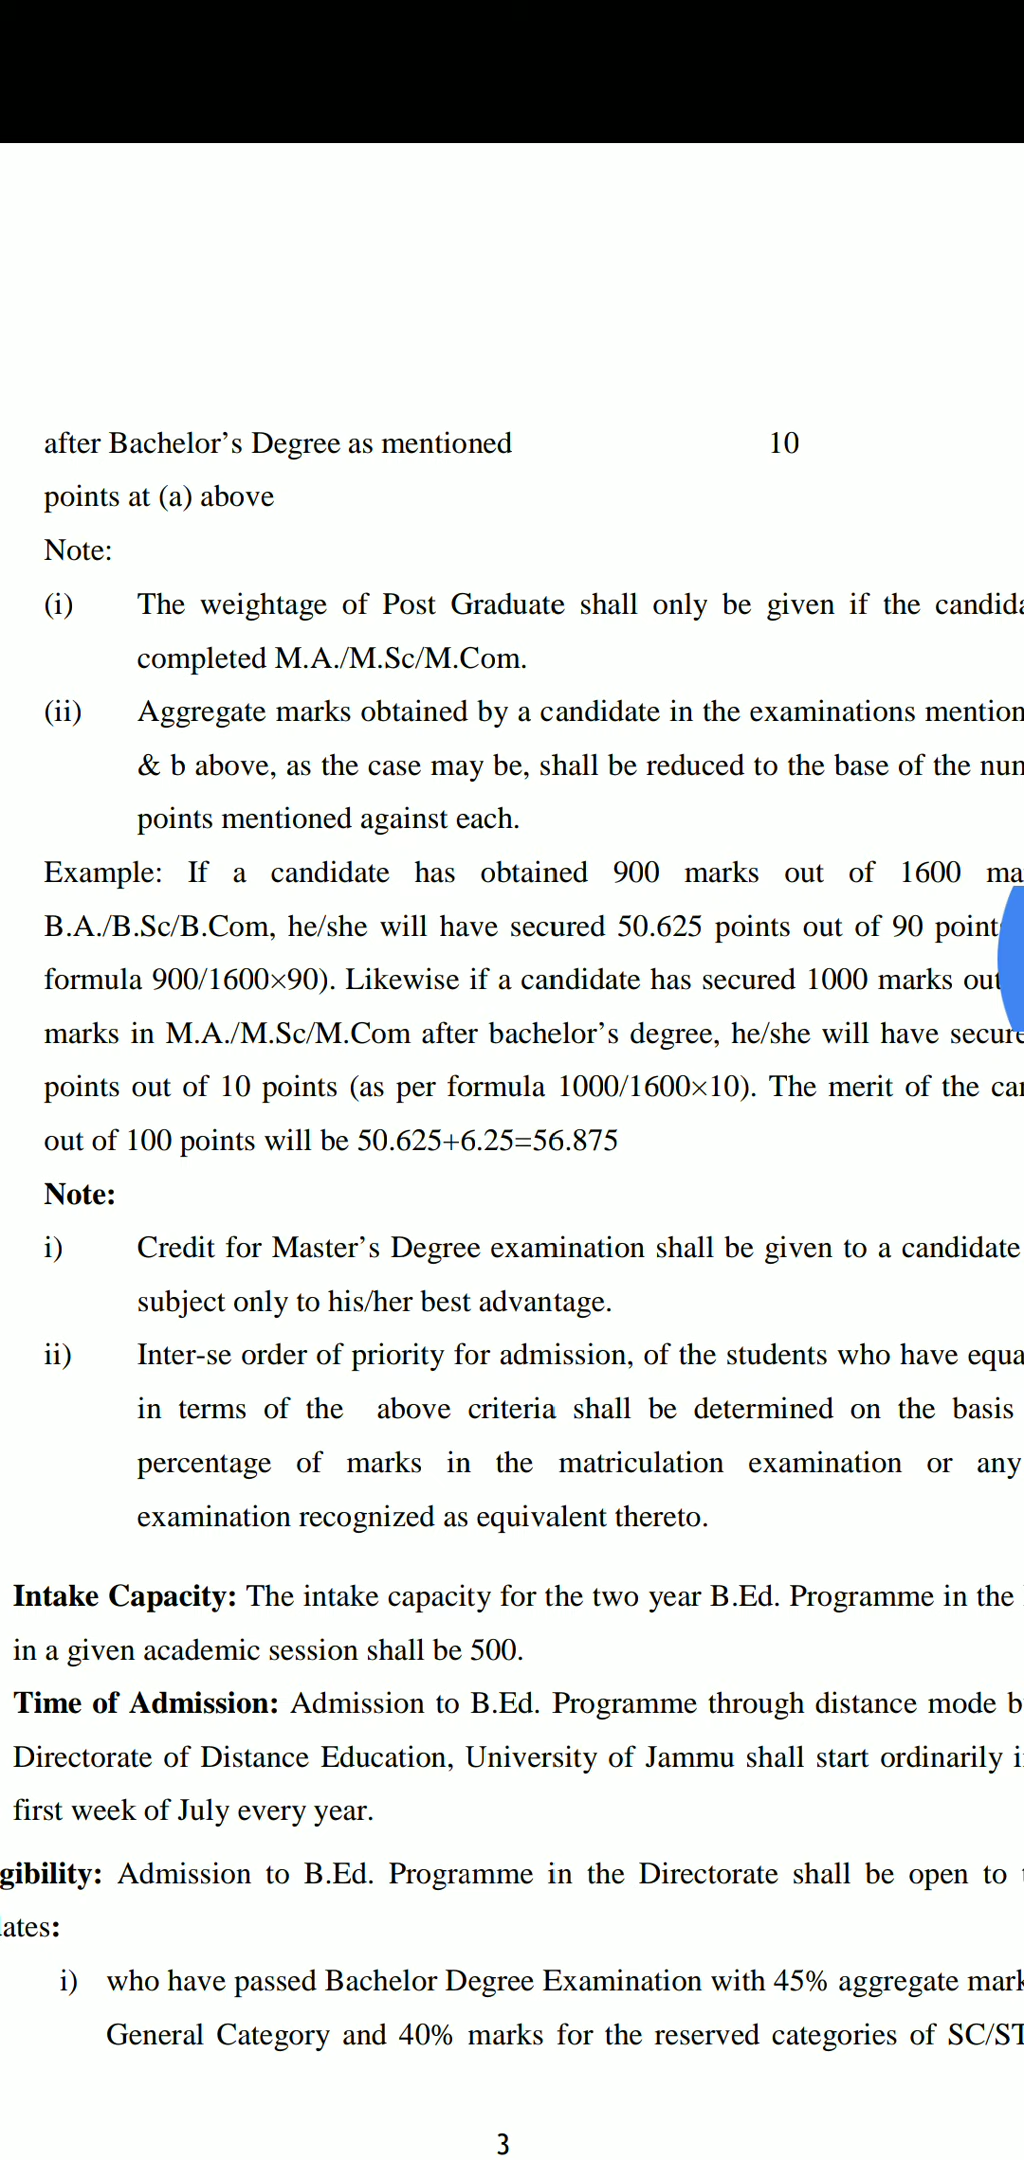 after Bachelor’s Degree as mentioned 10
points at (a) above
Note:
(i) The weightage of Post Graduate shall only be given if the
completed M.A./M.Sc/M.Com.
(ii) Aggregate marks obtained by a candidate in the examinations
& b above, as the case may be, shall be reduced to the base of the
points mentioned against each.
Example: If a candidate has obtained 900 marks out of 1600
B.A./B.Sc/B.Com, he/she will have secured 50.625 points out of 90
formula 900/1600×90). Likewise if a candidate has secured 1000 marks out
marks in M.A./M.Sc/M.Com after bachelor’s degree, he/she will have
points out of 10 points (as per formula 1000/1600×10). The merit of the
out of 100 points will be 50.625+6.25=56.875
Note:
i) Credit for Master’s Degree examination shall be given to a candidate
subject only to his/her best advantage.
ii) Inter-se order of priority for admission, of the students who have
in terms of the above criteria shall be determined on the basis
percentage of marks in the matriculation examination or any
examination recognized as equivalent thereto.
Intake Capacity: The intake capacity for the two year B.Ed. Programme in the
in a given academic session shall be 500.
Time of Admission: Admission to B.Ed. Programme through distance mode
Directorate of Distance Education, University of Jammu shall start ordinarily
first week of July every year.
gibility: Admission to B.Ed. Programme in the Directorate shall be open to
ates:
i) who have passed Bachelor Degree Examination with 45% aggregate
General Category and 40% marks for the reserved categories of SC/ST
3